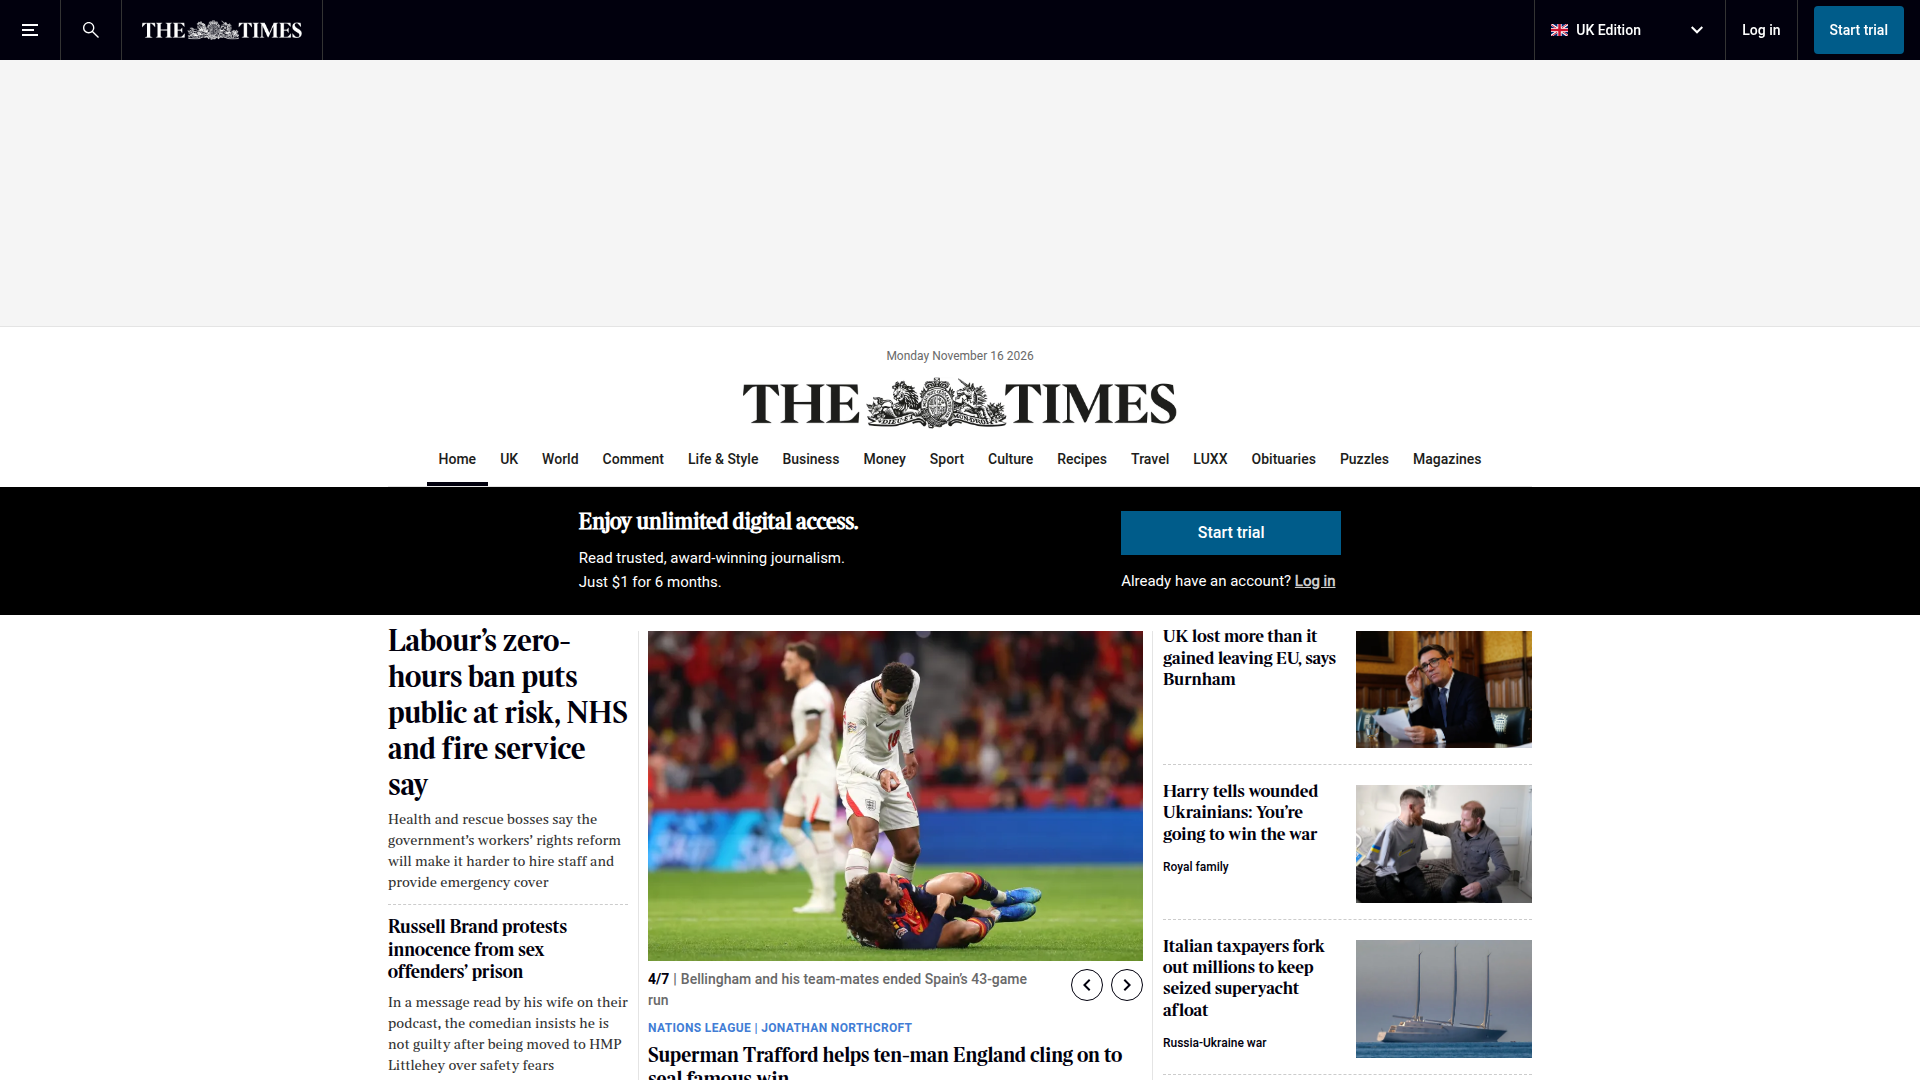 THE TIMES
UK Edition
Log in
Start trial
Monday November 16 2026
THE TIMES
Home
UK
World
Comment
Life & Style
Business
Money
Sport
Culture
Recipes
Travel
LUXX
Obituaries
Puzzles
Magazines
Enjoy unlimited digital access.
Read trusted, award-winning journalism.
Just $1 for 6 months.
Start trial
Already have an account? Log in
Labour’s zero-
hours ban puts
public at risk, NHS
and fire service
say
Health and rescue bosses say the
government’s workers’ rights reform
will make it harder to hire staff and
provide emergency cover
Russell Brand protests
innocence from sex
offenders’ prison
In a message read by his wife on their
podcast, the comedian insists he is
not guilty after being moved to HMP
Littlehey over safety fears
4/7 | Bellingham and his team-mates ended Spain’s 43-game
run
NATIONS LEAGUE | JONATHAN NORTHCROFT
Superman Trafford helps ten-man England cling on to
seal famous win
UK lost more than it
gained leaving EU, says
Burnham
Harry tells wounded
Ukrainians: You’re
going to win the war
Royal family
Italian taxpayers fork
out millions to keep
seized superyacht
afloat
Russia-Ukraine war